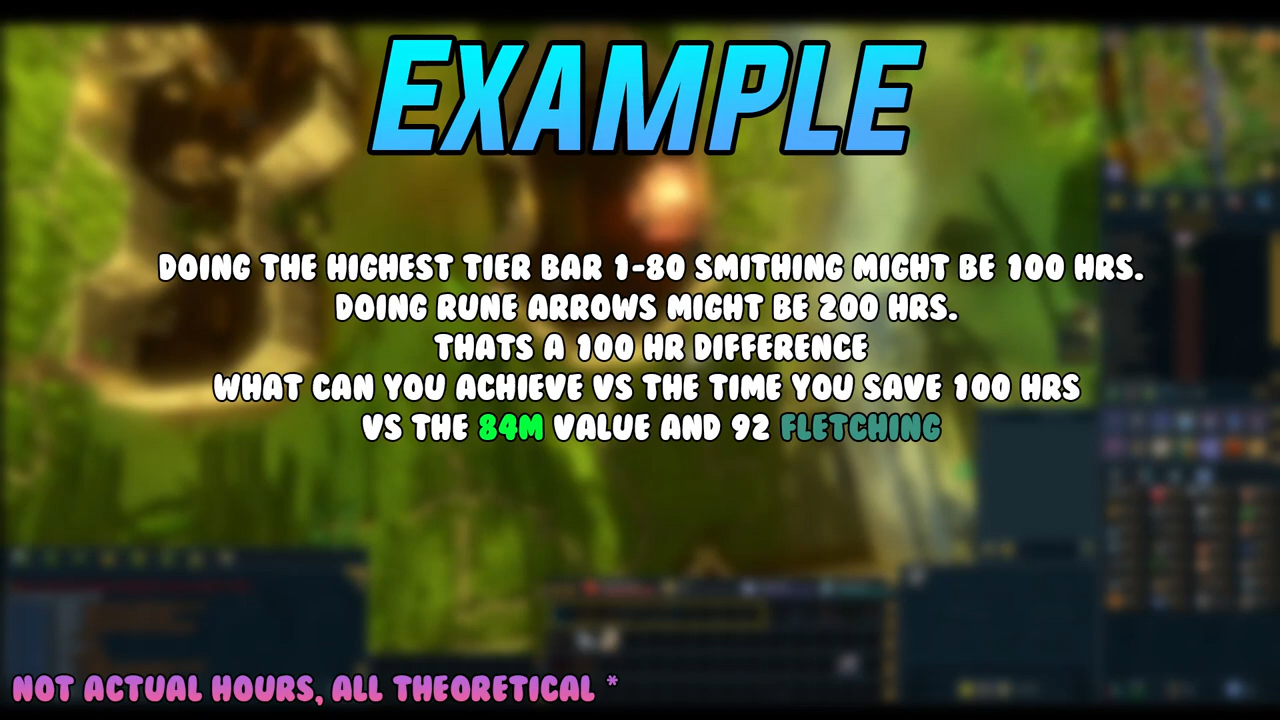 EXAMPLE
DOING THE HIGHEST TIER BAR 1-80 SMITHING MIGHT BE 100 HRS.
DOING RUNE ARROWS MIGHT BE 200 HRS.
THATS A 100 HR DIFFERENCE
WHAT CAN YOU ACHIEVE VS THE TIME YOU SAVE 100 HRS
VS THE 84M VALUE AND 92 FLETCHING
NOT ACTUAL HOURS, ALL THEORETICAL *